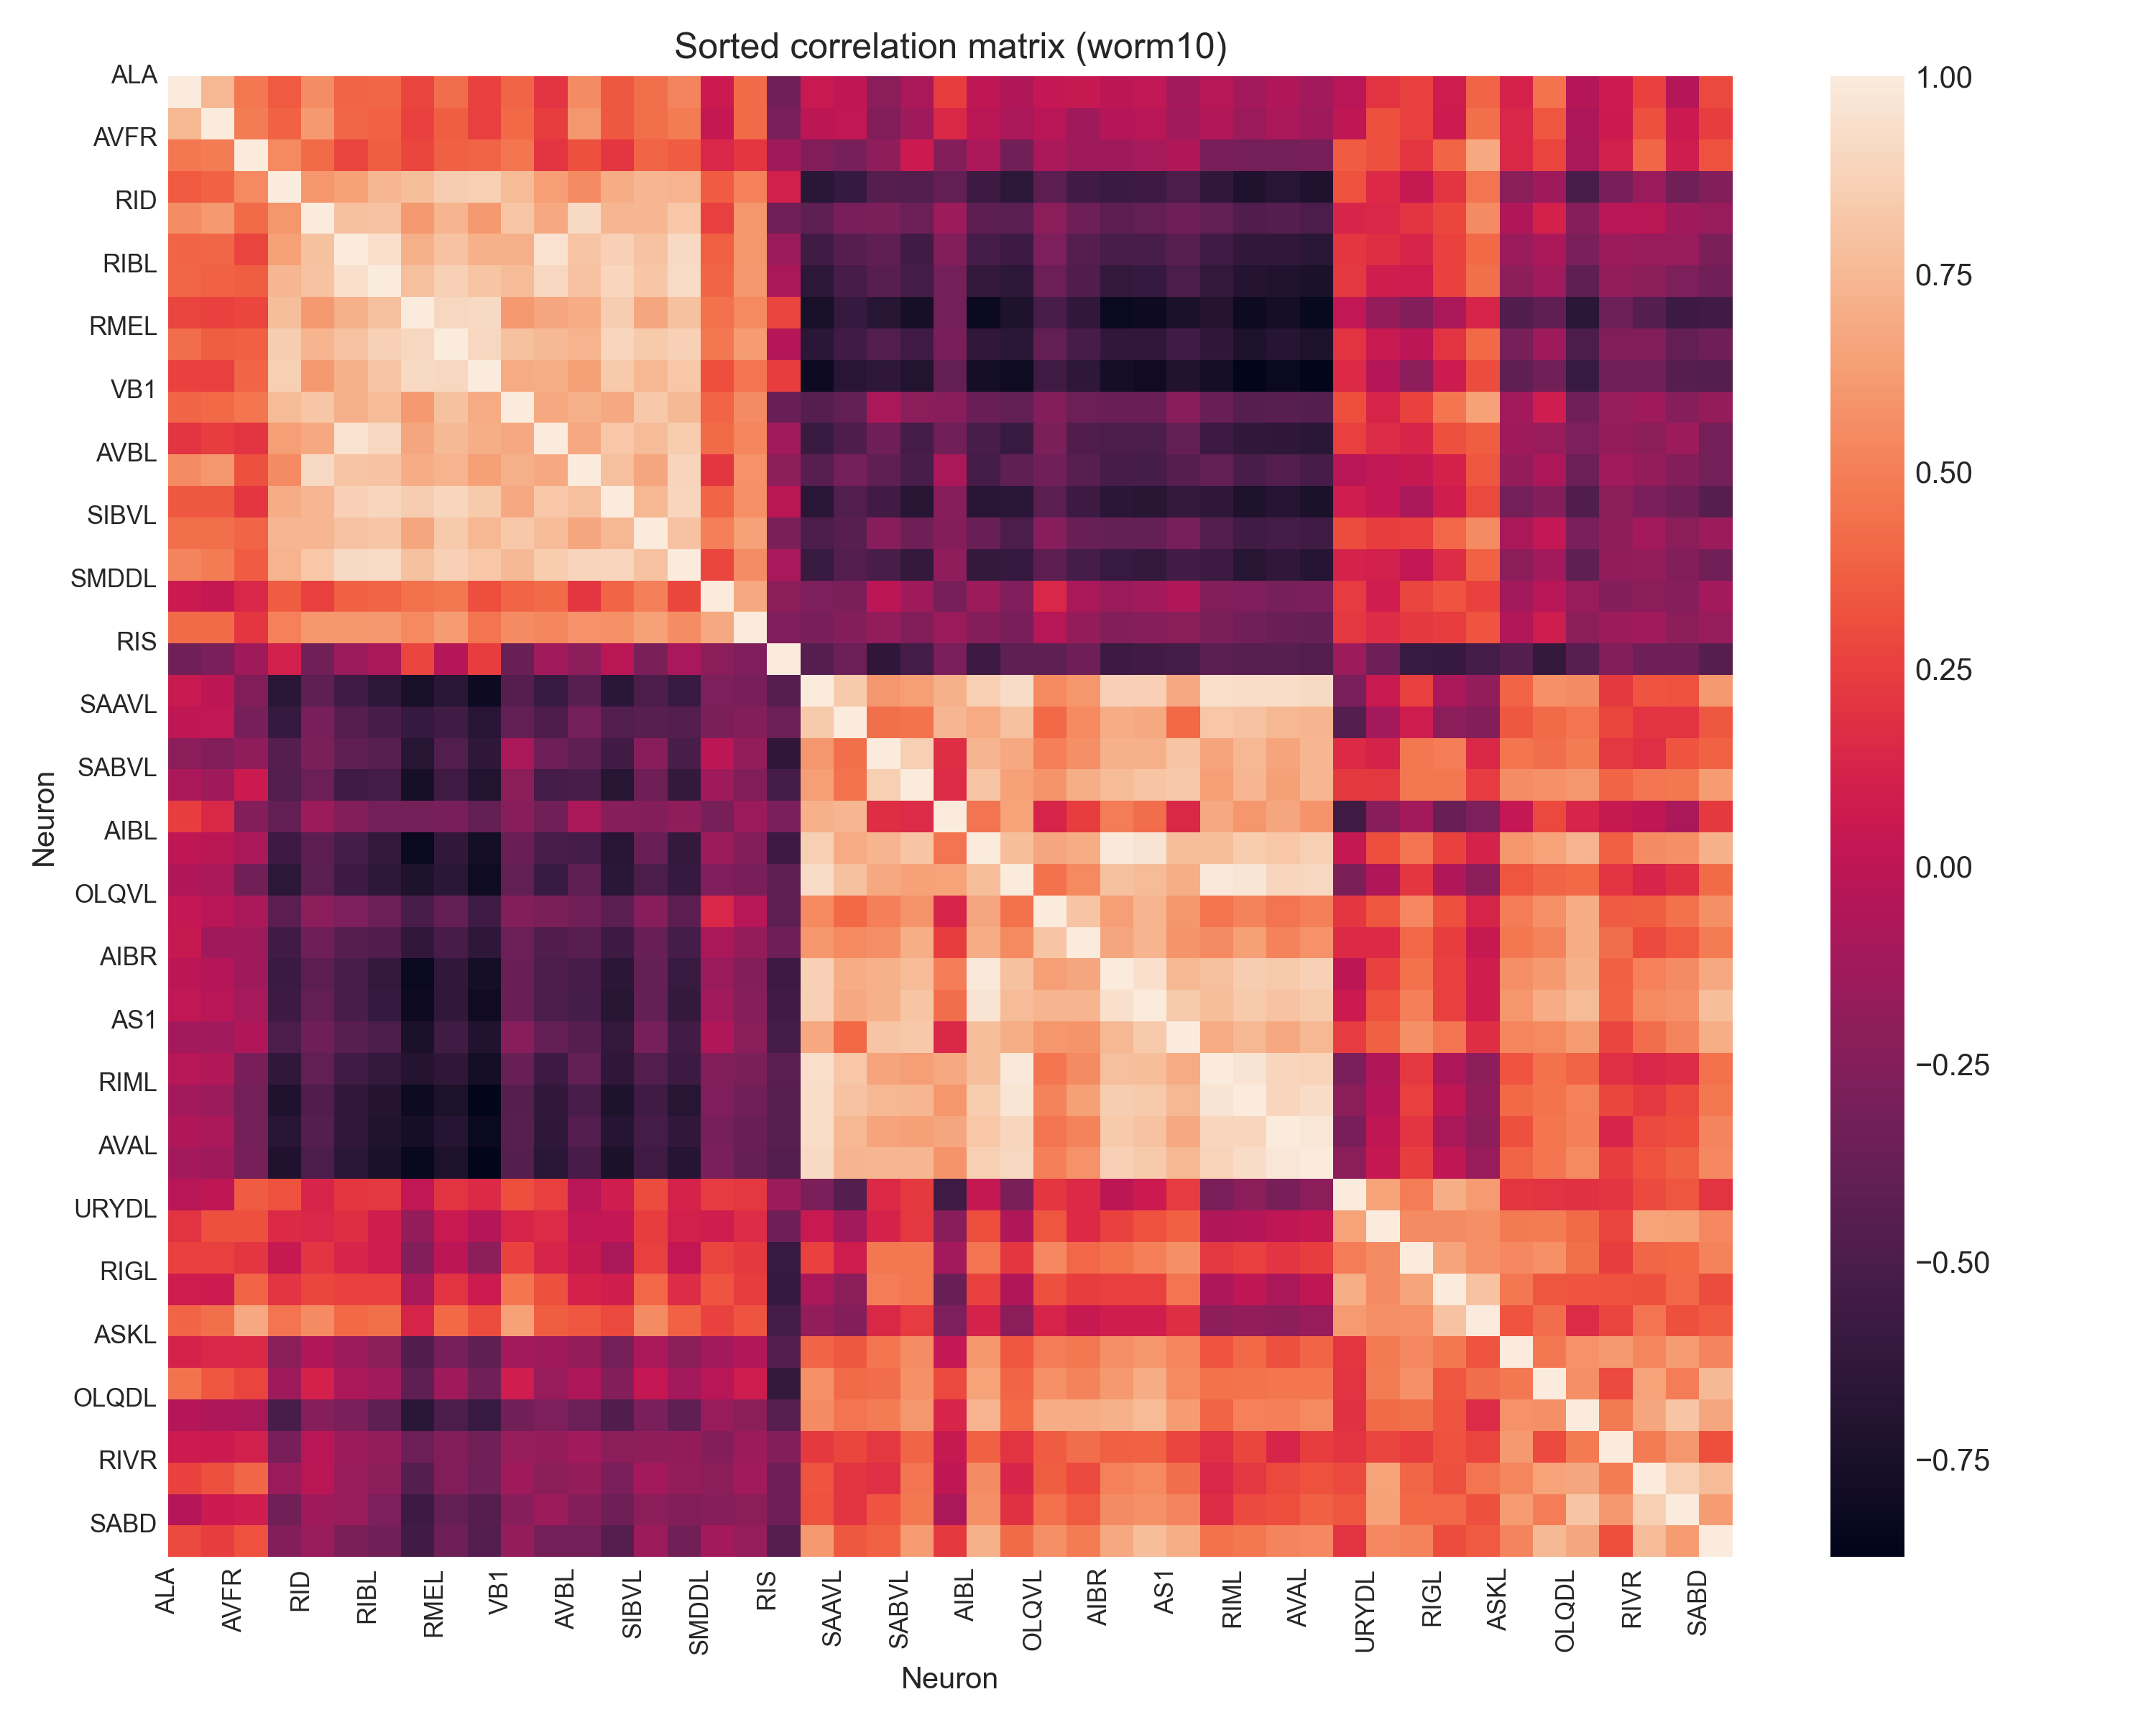 Sorted correlation matrix (worm10)
ALA
AVFR
RID
RIBL
RMEL
VB1
AVBL
SIBVL
SMDDL
RIS
SAAVL
SABVL
AIBL
OLQVL
AIBR
AS1
RIML
AVAL
URYDL
RIGL
ASKL
OLQDL
RIVR
SABD
Neuron
ALA
AVFR
RID
RIBL
RMEL
VB1
AVBL
SIBVL
SMDDL
RIS
SAAVL
SABVL
AIBL
OLQVL
AIBR
AS1
RIML
AVAL
URYDL
RIGL
ASKL
OLQDL
RIVR
SABD
Neuron
1.00
0.75
0.50
0.25
0.00
−0.25
−0.50
−0.75